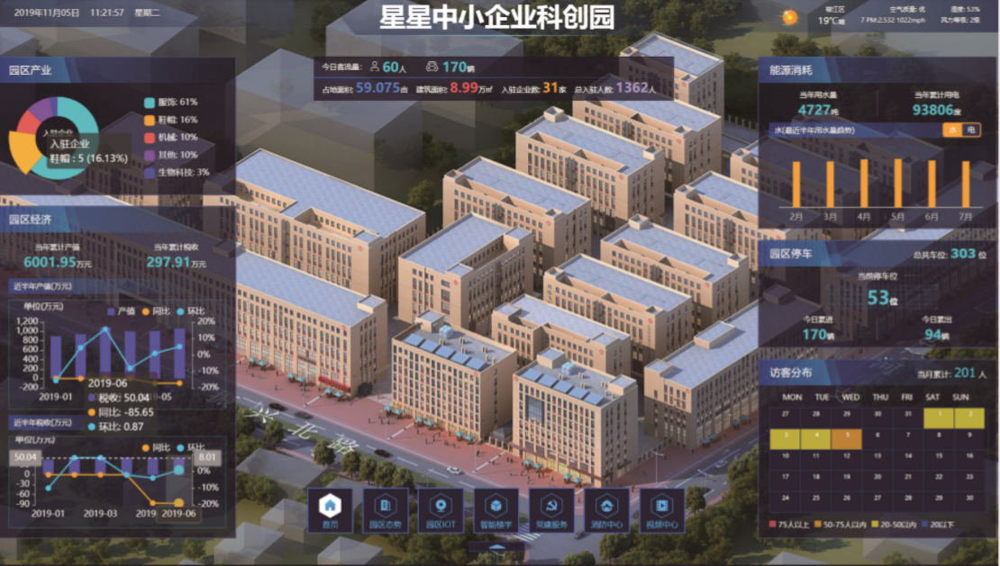 2019年11月05日 11:21:57 星期二
星星中小企业科创园
椒江区
19℃
空气质量: 优
湿度: 53%
7 PM:2.532 1022mph
风力等级: 2级
园区产业
入驻企业
鞋帽 : 5 (16.13%)
服饰: 61%
鞋帽: 16%
机械: 10%
其他: 10%
生物科技: 3%
今日客流量: 60人 170辆
占地面积: 59.075亩 建筑面积: 8.99万㎡ 入驻企业数: 31家 总入驻人数: 1362人
园区经济
当年累计产值
6001.95万元
当年累计税收
297.91万元
近半年产值(万元)
单位(万元)
产值 同比 环比
1,200
1,000
800
600
400
200
0
-200
20%
10%
0%
-10%
-20%
2019-01
-05
2019-06
税收: 50.04
同比: -85.65
环比: 0.87
近半年税收(万元)
单位(万元)
同比 环比
50.04
8.01
0
-30
-60
-90
0%
-10%
-20%
2019-01 2019-03 2019 2019-06
能源消耗
当年用水量
4727吨
当年累计用电
93806度
水(最近半年用水量趋势)
水 电
2月 3月 4月 5月 6月 7月
园区停车
总共车位: 303 位
当前停车位
53位
今日累进
170辆
今日累出
94辆
访客分布
当月累计: 201 人
MON TUE WED THU FRI SAT SUN
27 28 29 30 31 1 2
3 4 5 6 7 8 9
10 11 12 13 14 15 16
17 18 19 20 21 22 23
24 25 26 27 28 29 30
75人以上 50-75人以内 20-50以内 20以下
兴 北 路
首页 园区态势 园区IOT 智能楼宇 党建服务 消防中心 视频中心